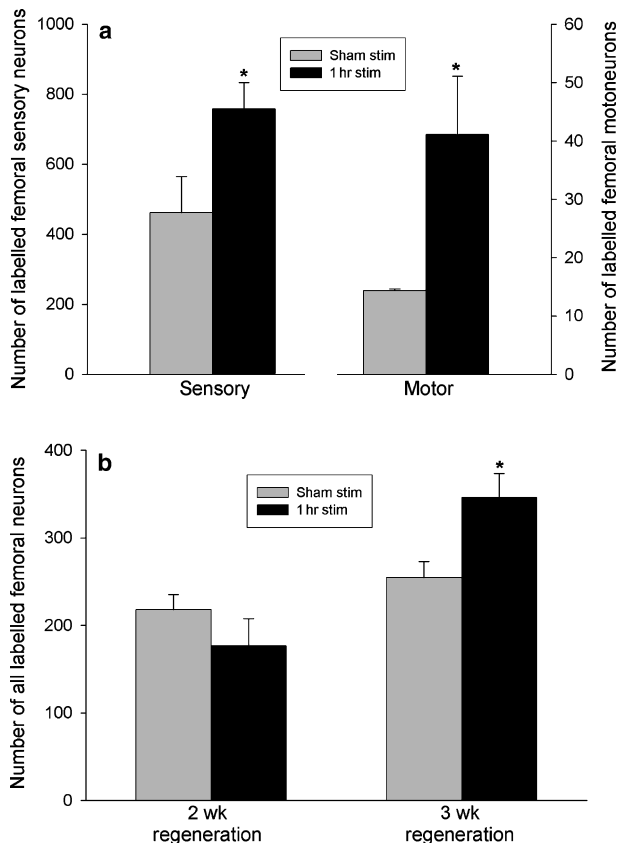 a
Number of labelled femoral sensory neurons
1000
800
600
400
200
0
Sham stim
1 hr stim
*
*
Sensory
Motor
60
50
40
30
20
10
0
Number of labelled femoral motoneurons
b
Number of all labelled femoral neurons
400
300
200
100
0
Sham stim
1 hr stim
*
2 wk
regeneration
3 wk
regeneration